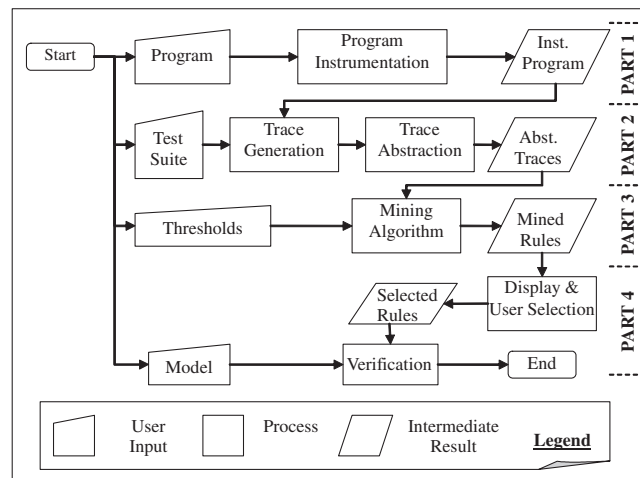 Start
Program
Program
Instrumentation
Inst.
Program
PART 1
Test
Suite
Trace
Generation
Trace
Abstraction
Abst.
Traces
PART 2
Thresholds
Mining
Algorithm
Mined
Rules
PART 3
Display &
User Selection
Selected
Rules
PART 4
Model
Verification
End
User
Input
Process
Intermediate
Result
Legend